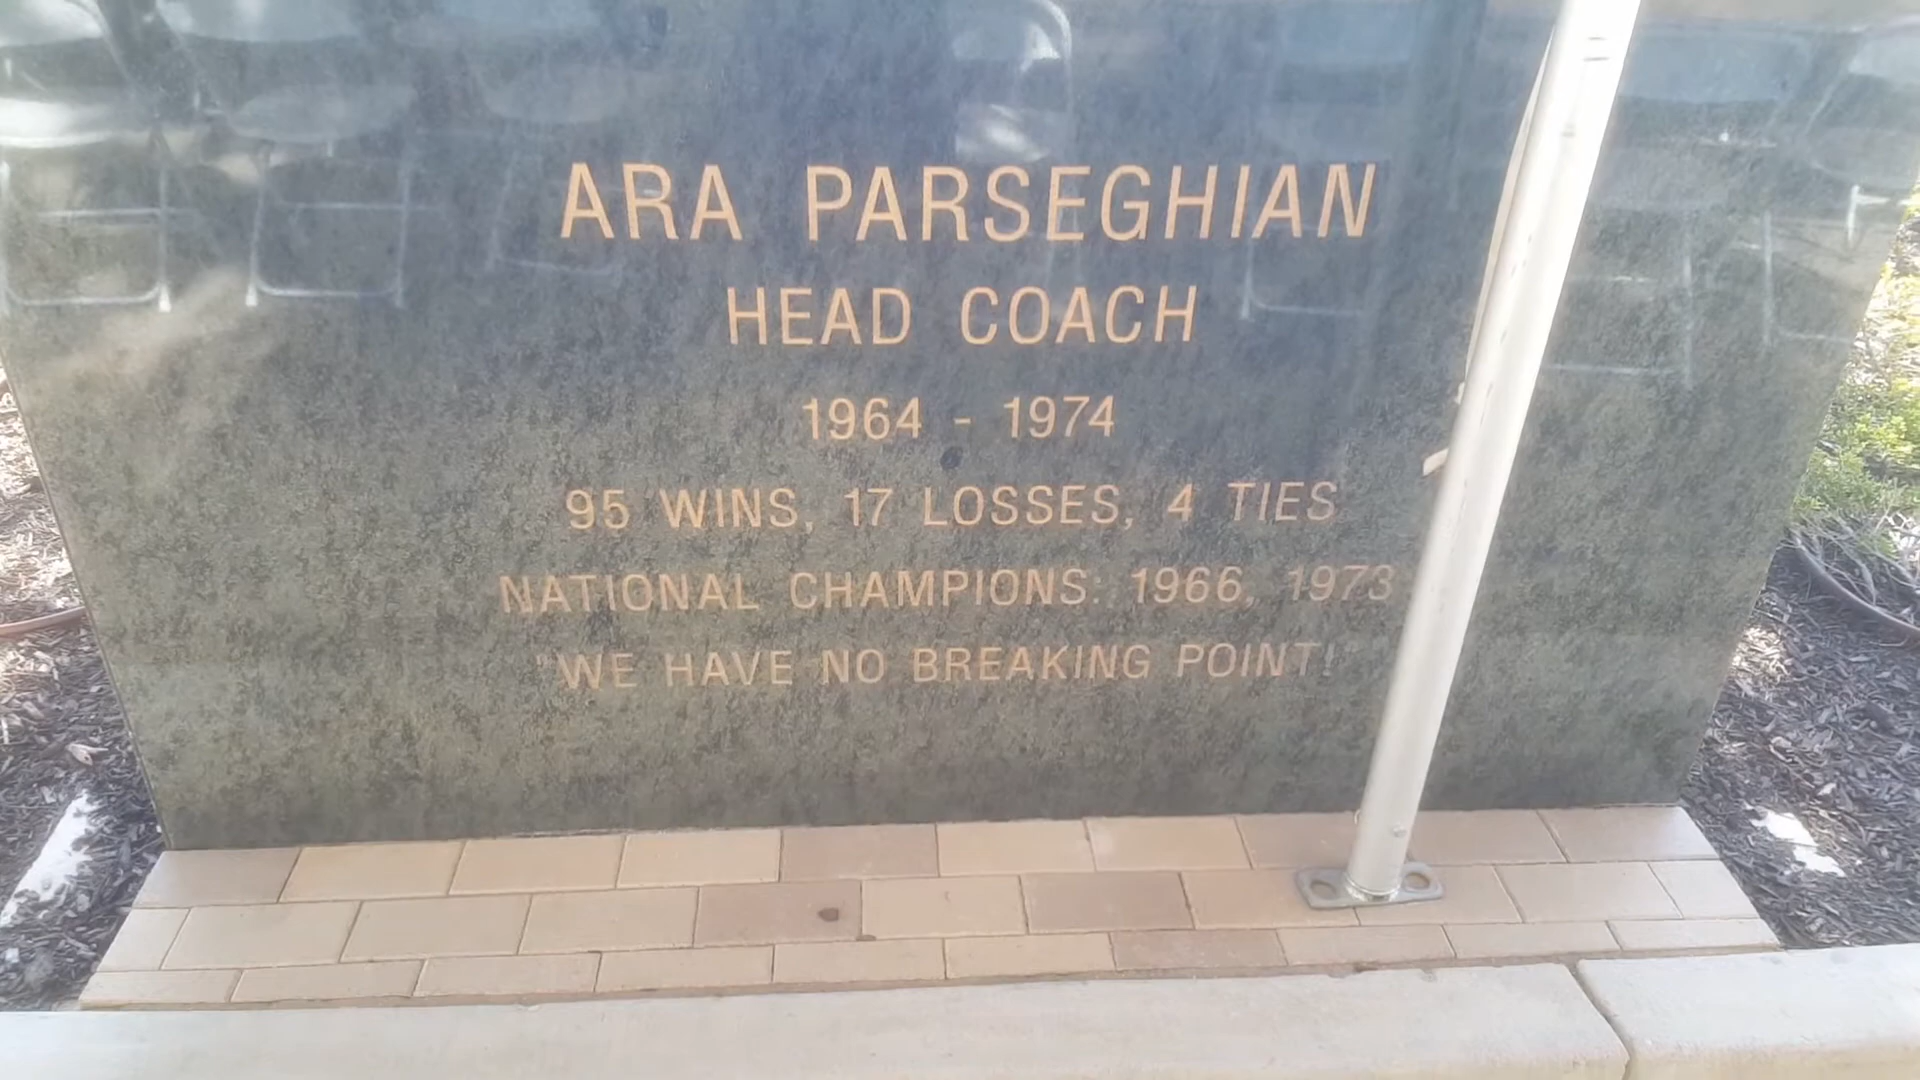 ARA PARSEGHIAN
HEAD COACH
1964 - 1974
95 WINS, 17 LOSSES, 4 TIES
NATIONAL CHAMPIONS: 1966, 1973
"WE HAVE NO BREAKING POINT!"